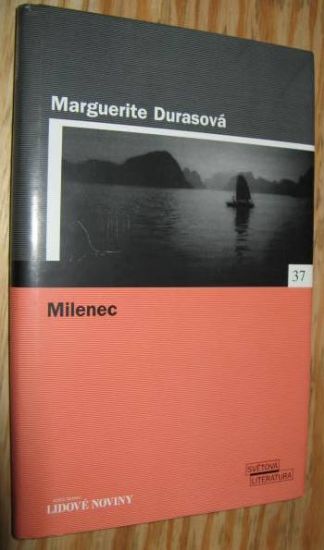 Marguerite Durasová
37
Milenec
LIDOVÉ NOVINY
SVĚTOVÁ
LITERATURA